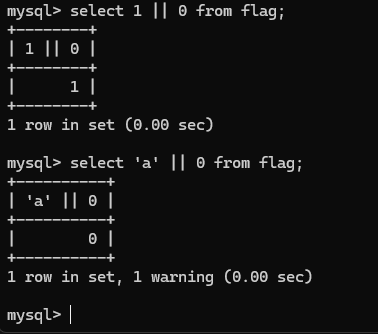 mysql> select 1 || 0 from flag;
+--------+
| 1 || 0 |
+--------+
|      1 |
+--------+
1 row in set (0.00 sec)

mysql> select 'a' || 0 from flag;
+----------+
| 'a' || 0 |
+----------+
|        0 |
+----------+
1 row in set, 1 warning (0.00 sec)

mysql>